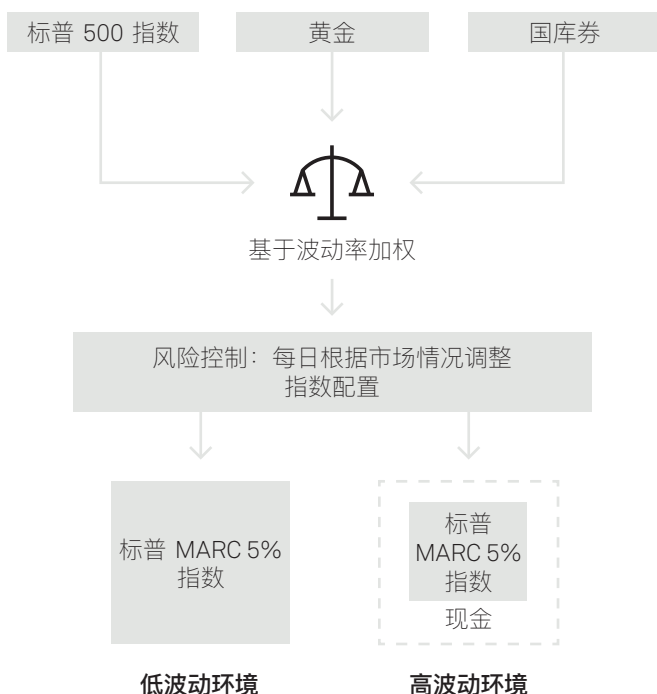 标普 500 指数
黄金
国库券
基于波动率加权
风险控制：每日根据市场情况调整
指数配置
标普 MARC 5%
指数
标普
MARC 5%
指数
现金
低波动环境
高波动环境